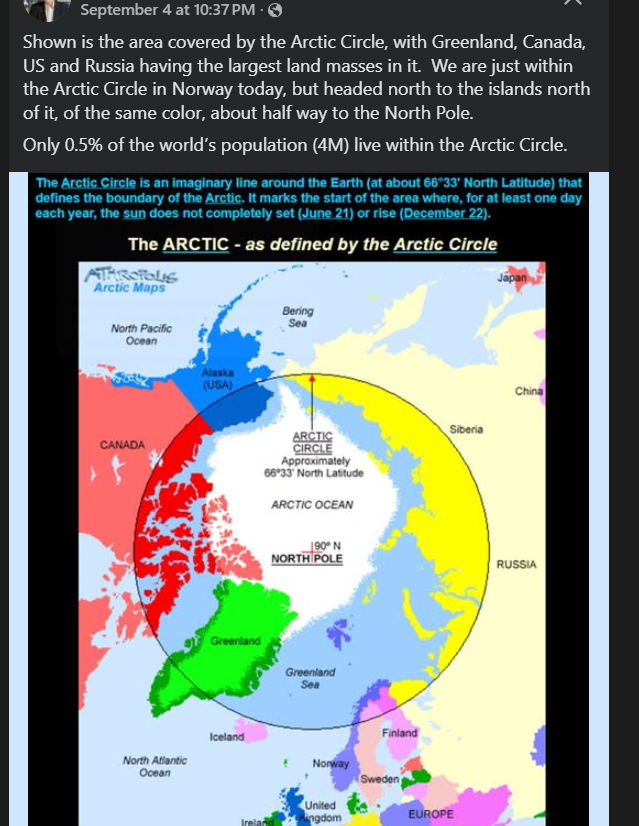 September 4 at 10:37 PM ·
Shown is the area covered by the Arctic Circle, with Greenland, Canada,
US and Russia having the largest land masses in it.  We are just within
the Arctic Circle in Norway today, but headed north to the islands north
of it, of the same color, about half way to the North Pole.
Only 0.5% of the world's population (4M) live within the Arctic Circle.
The Arctic Circle is an imaginary line around the Earth (at about 66°33' North Latitude) that
defines the boundary of the Arctic. It marks the start of the area where, for at least one day
each year, the sun does not completely set (June 21) or rise (December 22).
The ARCTIC - as defined by the Arctic Circle
ATHROPOLIS
Arctic Maps
Japan
Bering
Sea
North Pacific
Ocean
Alaska
(USA)
China
Siberia
CANADA
ARCTIC
CIRCLE
Approximately
66°33' North Latitude
ARCTIC OCEAN
90° N
NORTH POLE
RUSSIA
Greenland
Greenland
Sea
Iceland
Finland
North Atlantic
Ocean
Norway
Sweden
United
Kingdom
Ireland
EUROPE